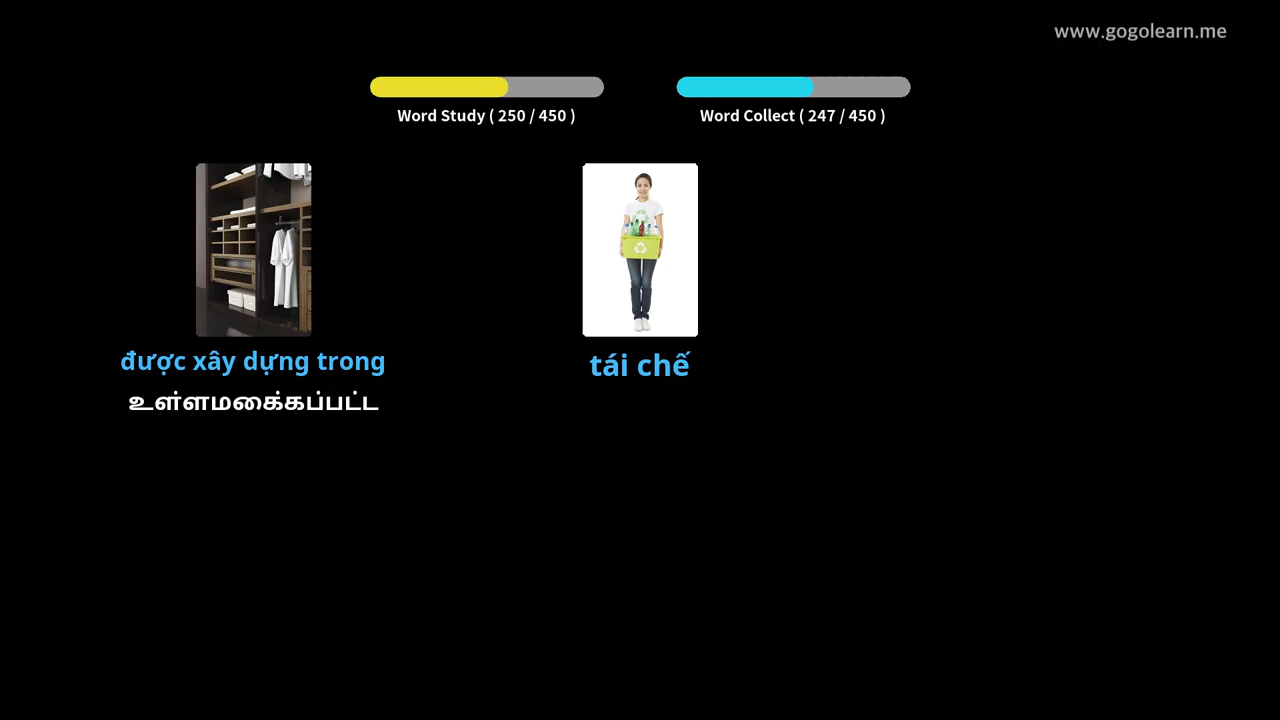 www.gogolearn.me
Word Study ( 250 / 450 )
Word Collect ( 247 / 450 )
được xây dựng trong
உள்ளமகை்கப்பட்ட
tái chế